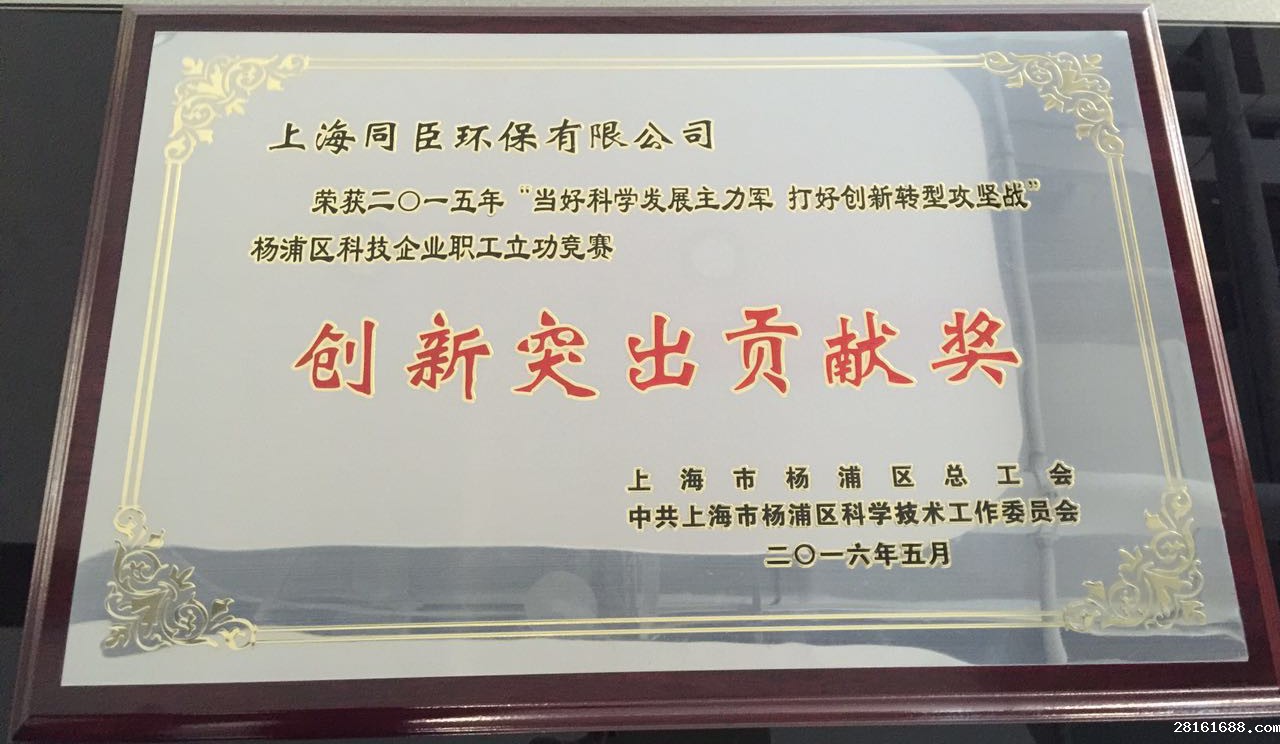 上海同臣环保有限公司
荣获二〇一五年“当好科学发展主力军 打好创新转型攻坚战”
杨浦区科技企业职工立功竞赛
创新突出贡献奖
上海市杨浦区总工会
中共上海市杨浦区科学技术工作委员会
二〇一六年五月
28161688.com